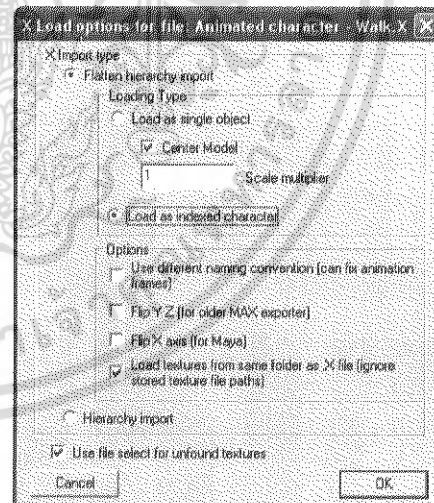 X Load options for file: Animated character - Walk.X
X Import type
Flatten hierarchy import
Loading Type
Load as single object
Center Model
1 Scale multiplier
Load as indexed character
Options
Use different naming convention (can fix animation
frames)
Flip Y Z (for older MAX exporter)
Flip X axis (for Maya)
Load textures from same folder as .X file (ignore
stored texture file paths)
Hierarchy import
Use file select for unfound textures
Cancel OK